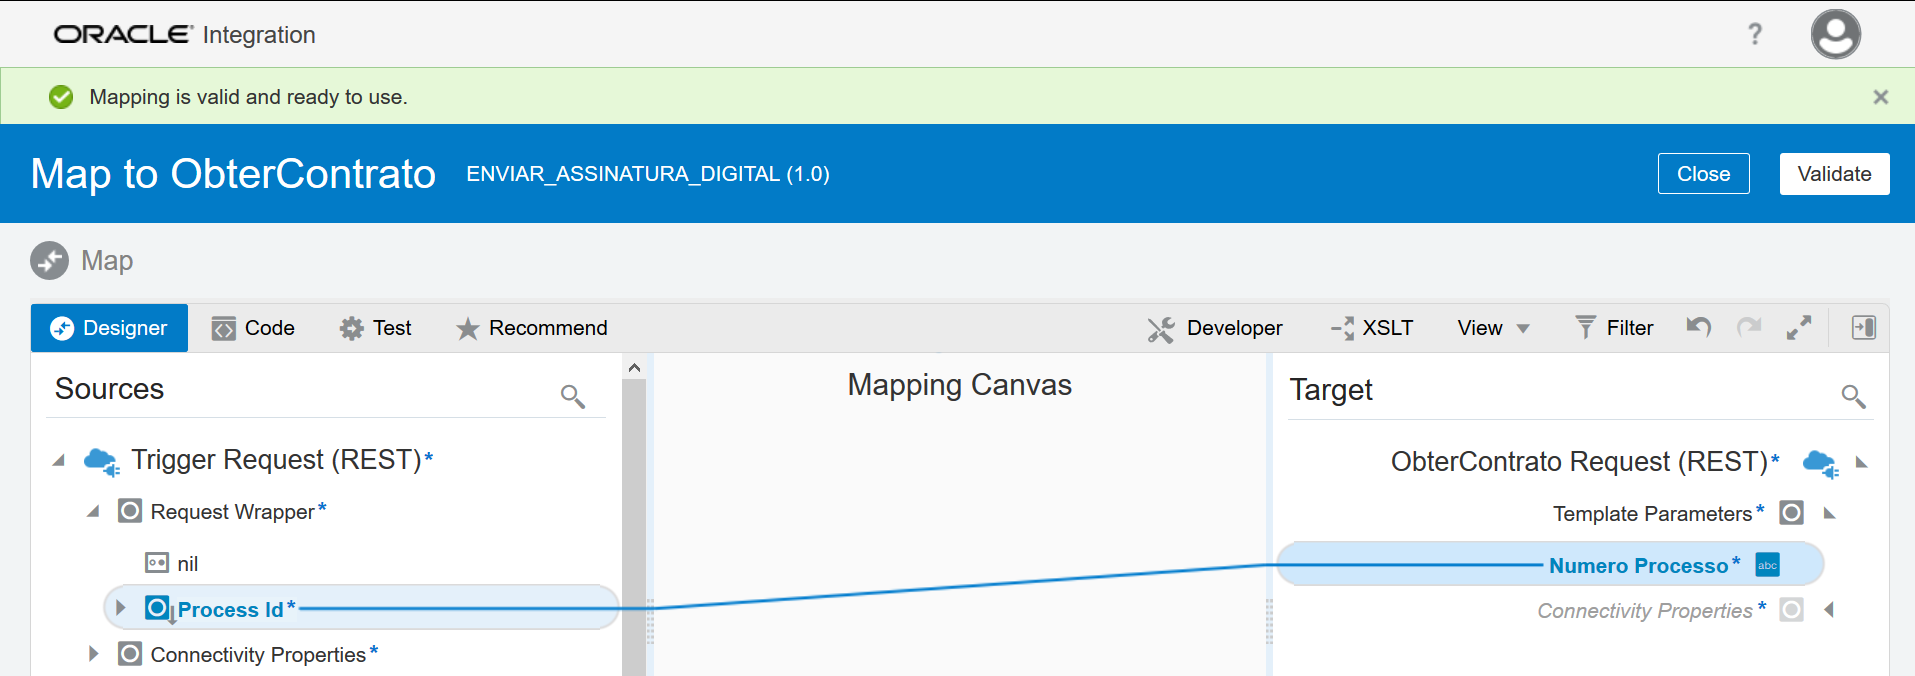 ORACLE Integration ?
Mapping is valid and ready to use.
Map to ObterContrato ENVIAR_ASSINATURA_DIGITAL (1.0) Close Validate
Map
Designer Code Test Recommend Developer XSLT View Filter
Sources Mapping Canvas Target
Trigger Request (REST)* ObterContrato Request (REST)*
Request Wrapper* Template Parameters*
nil
Numero Processo* abc
Process Id*
Connectivity Properties*
Connectivity Properties*